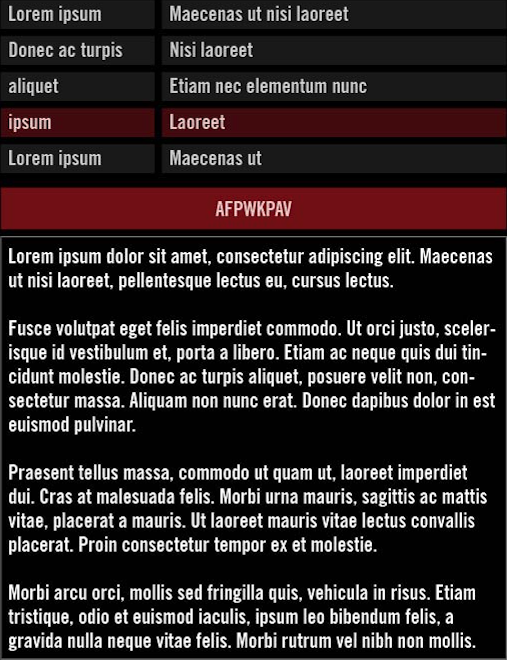 Lorem ipsum Maecenas ut nisi laoreet
Donec ac turpis Nisi laoreet
aliquet Etiam nec elementum nunc
ipsum Laoreet
Lorem ipsum Maecenas ut
AFPWKPAV
Lorem ipsum dolor sit amet, consectetur adipiscing elit. Maecenas
ut nisi laoreet, pellentesque lectus eu, cursus lectus.
Fusce volutpat eget felis imperdiet commodo. Ut orci justo, sceler-
isque id vestibulum et, porta a libero. Etiam ac neque quis dui tin-
cidunt molestie. Donec ac turpis aliquet, posuere velit non, con-
sectetur massa. Aliquam non nunc erat. Donec dapibus dolor in est
euismod pulvinar.
Praesent tellus massa, commodo ut quam ut, laoreet imperdiet
dui. Cras at malesuada felis. Morbi urna mauris, sagittis ac mattis
vitae, placerat a mauris. Ut laoreet mauris vitae lectus convallis
placerat. Proin consectetur tempor ex et molestie.
Morbi arcu orci, mollis sed fringilla quis, vehicula in risus. Etiam
tristique, odio et euismod iaculis, ipsum leo bibendum felis, a
gravida nulla neque vitae felis. Morbi rutrum vel nibh non mollis.